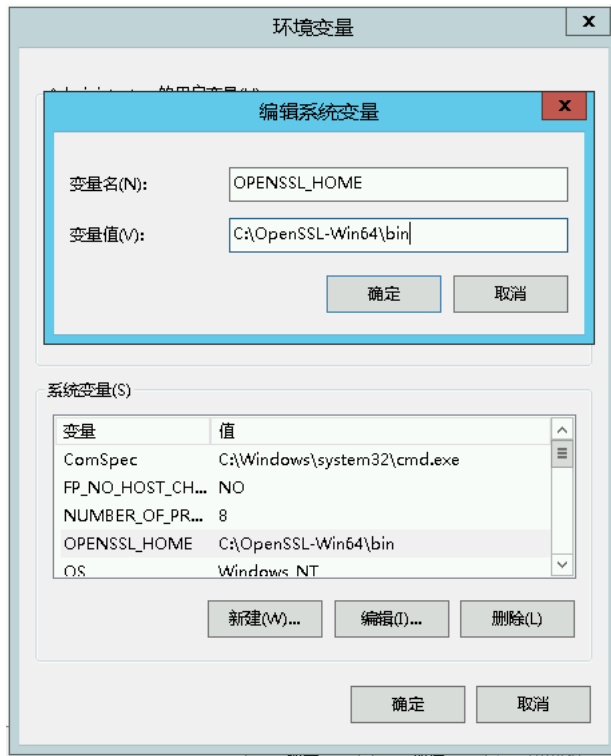 环境变量
x
编辑系统变量
x
变量名(N):
OPENSSL_HOME
变量值(V):
C:\OpenSSL-Win64\bin
确定
取消
系统变量(S)
变量
值
ComSpec
C:\Windows\system32\cmd.exe
FP_NO_HOST_CH...
NO
NUMBER_OF_PR...
8
OPENSSL_HOME
C:\OpenSSL-Win64\bin
OS
Windows_NT
新建(W)...
编辑(I)...
删除(L)
确定
取消